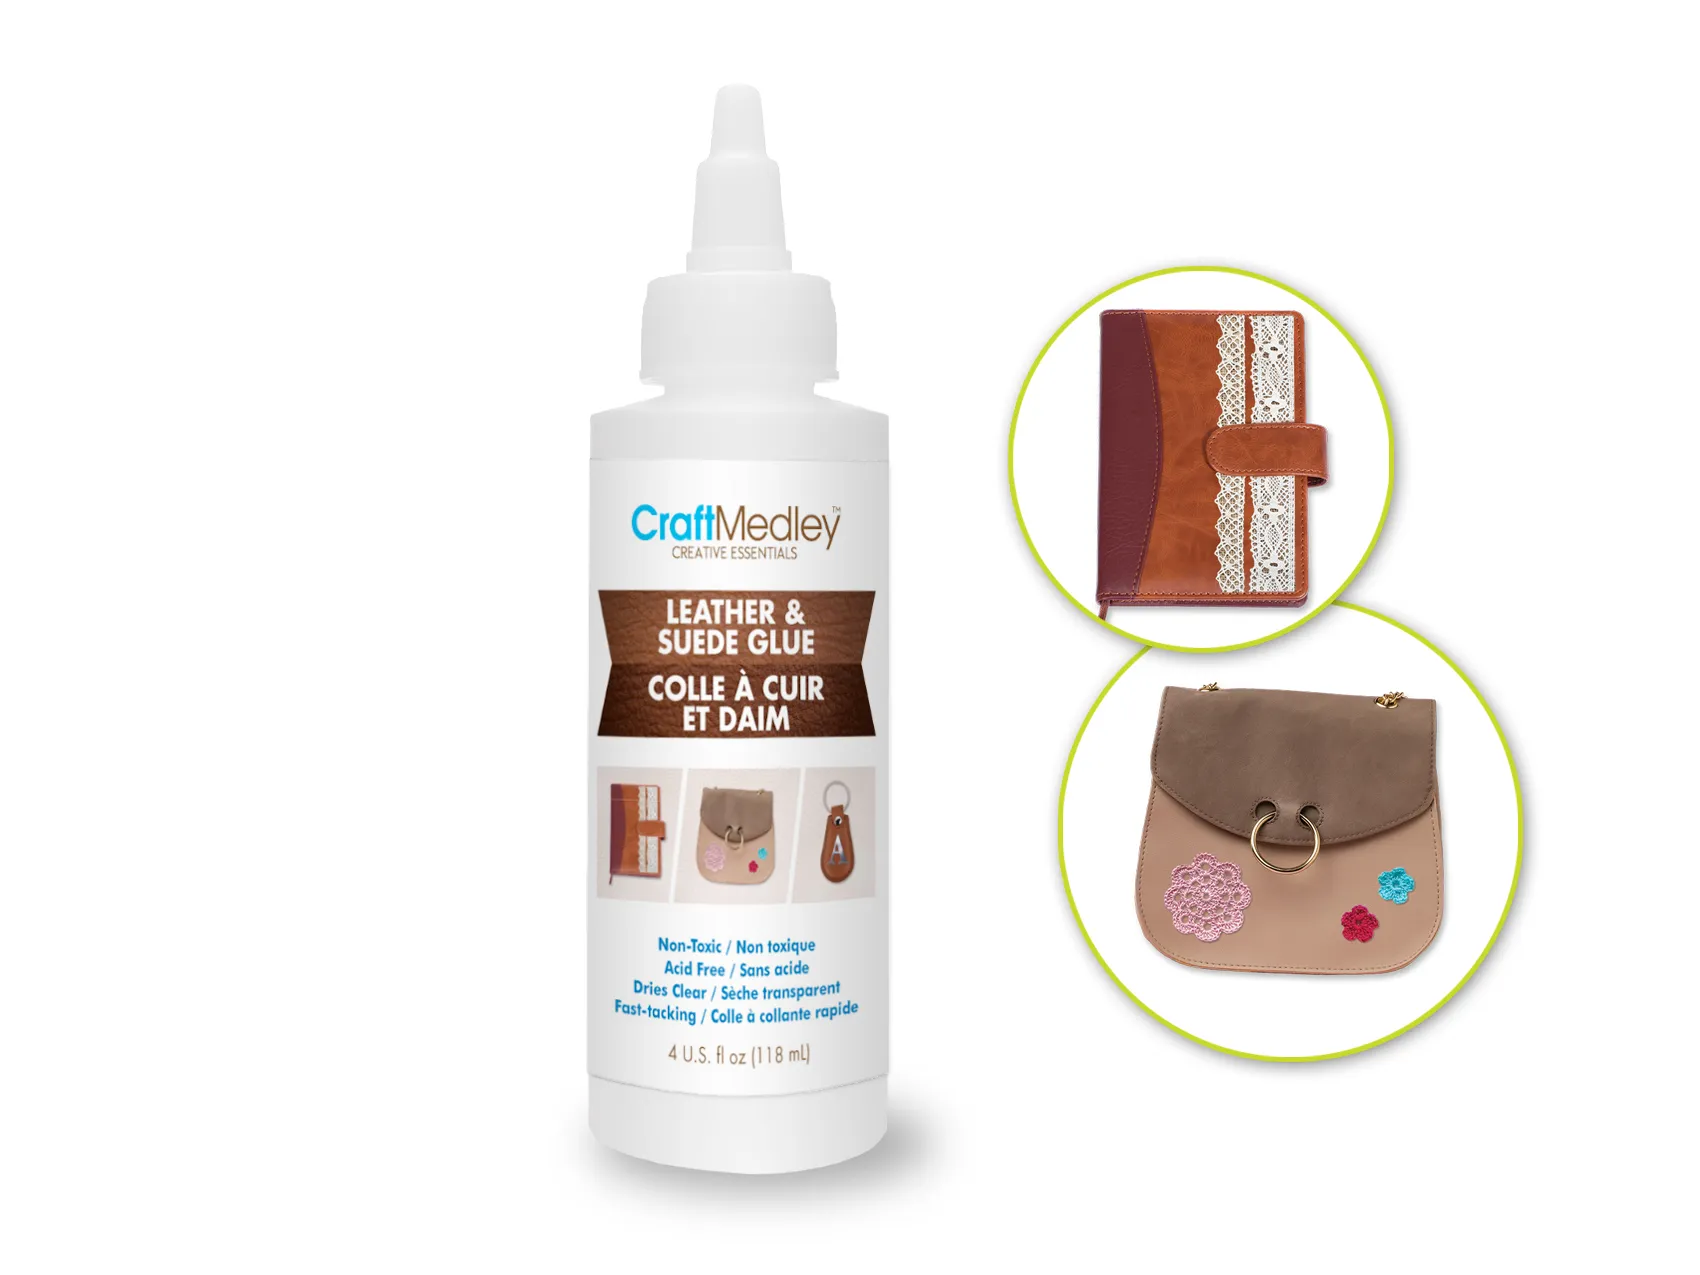 CraftMedley™
CREATIVE ESSENTIALS
LEATHER &
SUEDE GLUE
COLLE À CUIR
ET DAIM
A
Non-Toxic / Non toxique
Acid Free / Sans acide
Dries Clear / Sèche transparent
Fast-tacking / Colle à collante rapide
4 U.S. fl oz (118 mL)